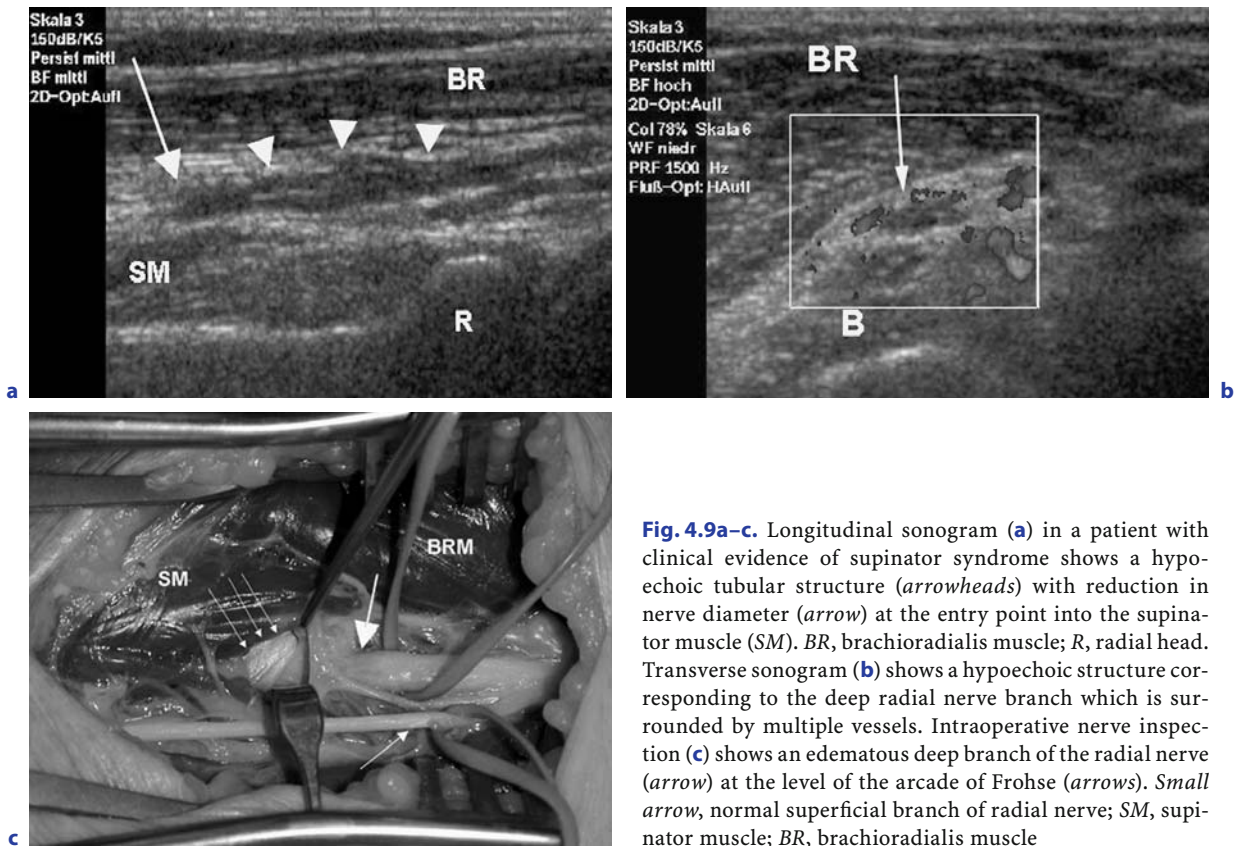 Skala 3
150dB/K5
Persist mittl
BF mittl
2D-Opt:Aufl
BR
SM
R
a
Skala 3
150dB/K5
Persist mittl
BF hoch
2D-Opt:Aufl
Col 78% Skala 6
WF niedr
PRF 1500 Hz
Fluß-Opt: HAufl
BR
B
b
SM
BRM
c
Fig. 4.9a–c. Longitudinal sonogram (a) in a patient with
clinical evidence of supinator syndrome shows a hypo-
echoic tubular structure (arrowheads) with reduction in
nerve diameter (arrow) at the entry point into the supina-
tor muscle (SM). BR, brachioradialis muscle; R, radial head.
Transverse sonogram (b) shows a hypoechoic structure cor-
responding to the deep radial nerve branch which is sur-
rounded by multiple vessels. Intraoperative nerve inspec-
tion (c) shows an edematous deep branch of the radial nerve
(arrow) at the level of the arcade of Frohse (arrows). Small
arrow, normal superficial branch of radial nerve; SM, supi-
nator muscle; BR, brachioradialis muscle